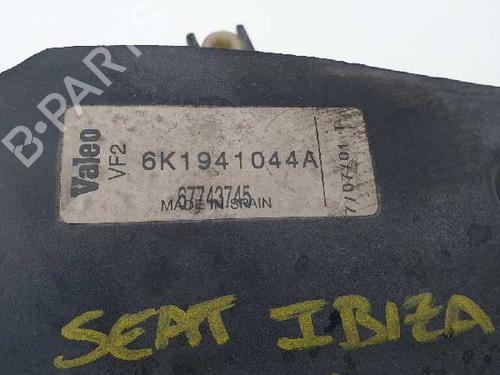 B-PARTS
Valeo
VF2
6K1941044A
67743745
MADE IN SPAIN
7/07/01 T
SEAT IBIZA